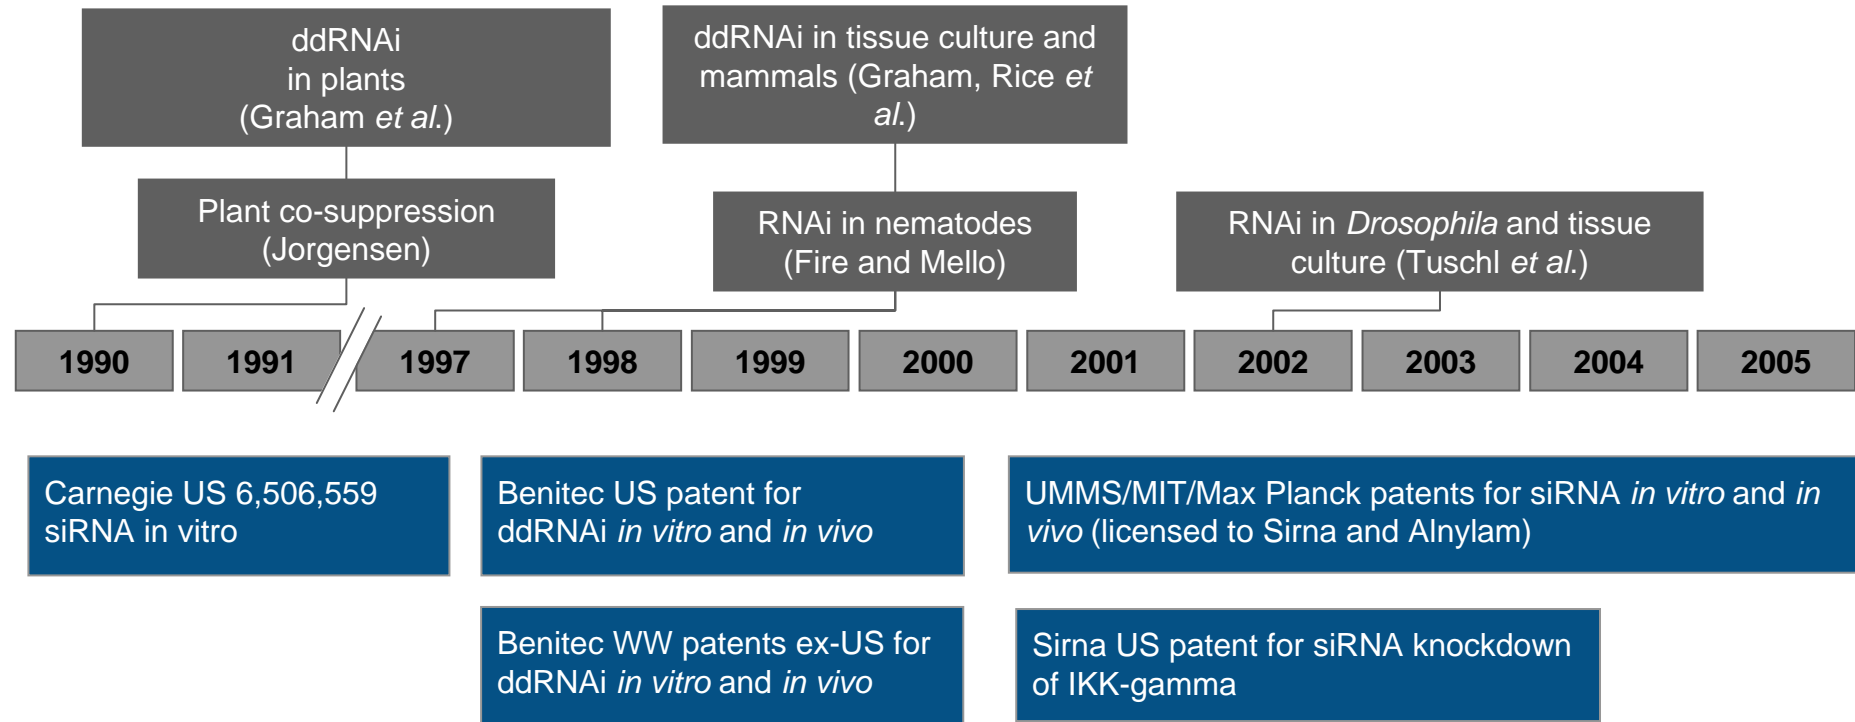 ddRNAi
in plants
(Graham et al.)
ddRNAi in tissue culture and
mammals (Graham, Rice et
al.)
Plant co-suppression
(Jorgensen)
RNAi in nematodes
(Fire and Mello)
RNAi in Drosophila and tissue
culture (Tuschl et al.)
1990 1991 1997 1998 1999 2000 2001 2002 2003 2004 2005
Carnegie US 6,506,559
siRNA in vitro
Benitec US patent for
ddRNAi in vitro and in vivo
UMMS/MIT/Max Planck patents for siRNA in vitro and in
vivo (licensed to Sirna and Alnylam)
Benitec WW patents ex-US for
ddRNAi in vitro and in vivo
Sirna US patent for siRNA knockdown
of IKK-gamma